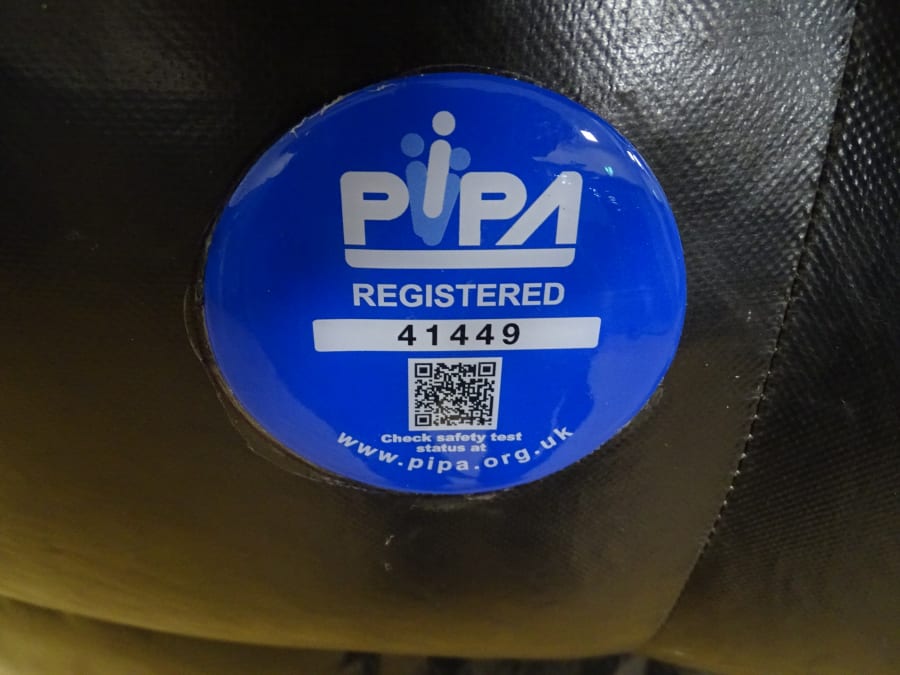 PIPA
REGISTERED
41449
Check safety test
status at
www.pipa.org.uk